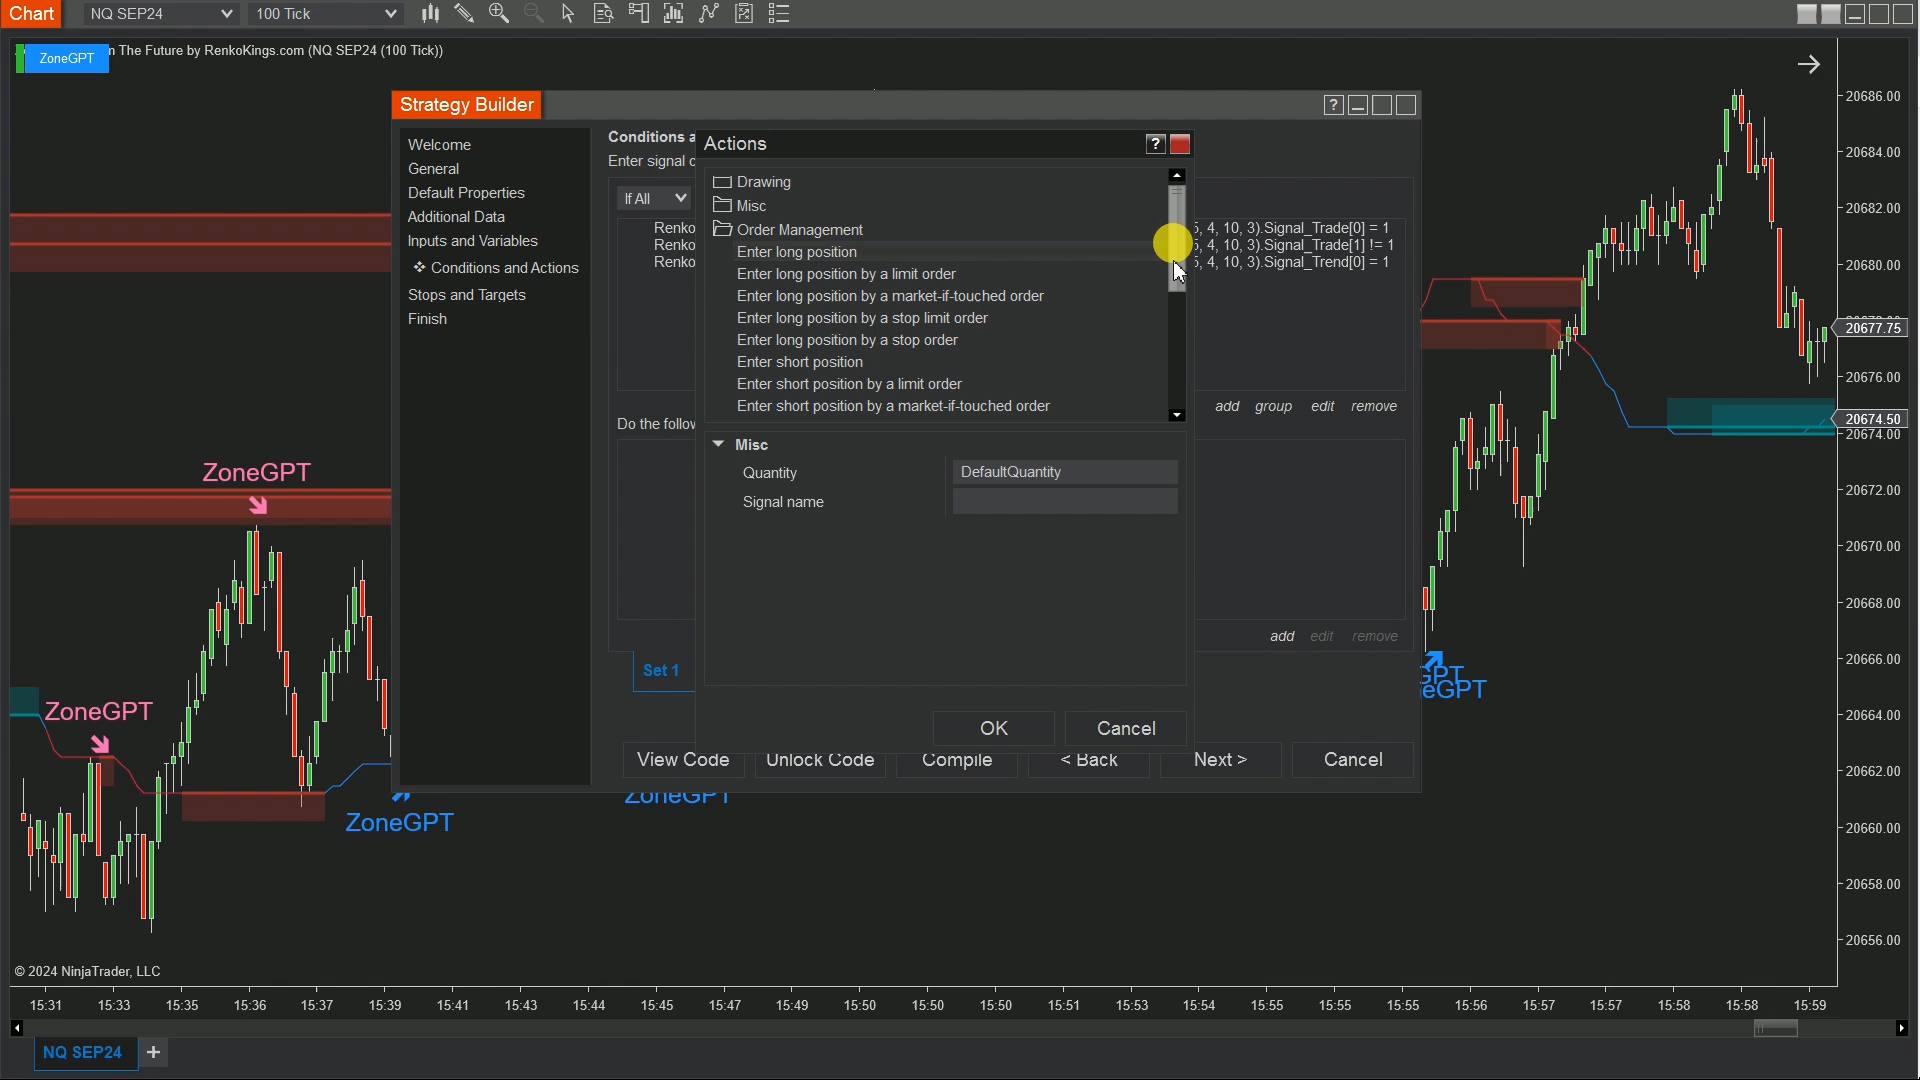 Chart
NQ SEP24
100 Tick
ZoneGPT
The Future by RenkoKings.com (NQ SEP24 (100 Tick))
Strategy Builder
?
Welcome
General
Default Properties
Additional Data
Inputs and Variables
Conditions and Actions
Stops and Targets
Finish
Conditions a
Enter signal c
If All
Renko
Renko
Renko
5, 4, 10, 3).Signal_Trade[0] = 1
5, 4, 10, 3).Signal_Trade[1] != 1
5, 4, 10, 3).Signal_Trend[0] = 1
add group edit remove
Do the follow
add edit remove
Set 1
Actions
?
Drawing
Misc
Order Management
Enter long position
Enter long position by a limit order
Enter long position by a market-if-touched order
Enter long position by a stop limit order
Enter long position by a stop order
Enter short position
Enter short position by a limit order
Enter short position by a market-if-touched order
Misc
Quantity
DefaultQuantity
Signal name
OK
Cancel
View Code
Unlock Code
Compile
< Back
Next >
Cancel
ZoneGPT
ZoneGPT
ZoneGPT
ZoneGPT
GPT
eGPT
20686.00
20684.00
20682.00
20680.00
20677.75
20676.00
20674.50
20674.00
20672.00
20670.00
20668.00
20666.00
20664.00
20662.00
20660.00
20658.00
20656.00
© 2024 NinjaTrader, LLC
15:31 15:33 15:35 15:36 15:37 15:39 15:41 15:43 15:44 15:45 15:47 15:49 15:50 15:50 15:50 15:51 15:53 15:54 15:55 15:55 15:55 15:56 15:57 15:57 15:58 15:58 15:59
NQ SEP24
+